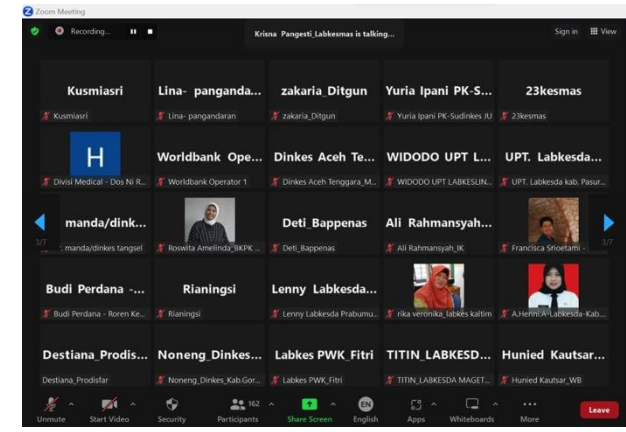 Zoom Meeting
Recording...
Krisna Pangesti_Labkesmas is talking...
Sign in
View
Kusmiasri
Lina- panganda...
zakaria_Ditgun
Yuria Ipani PK-S...
23kesmas
Kusmiasri
Lina- pangandaran
zakaria_Ditgun
Yuria Ipani PK-Sudinkes JU
23kesmas
H
Worldbank Ope...
Dinkes Aceh Te...
WIDODO UPT L...
UPT. Labkesda...
Divisi Medical - Dos Ni R...
Worldbank Operator 1
Dinkes Aceh Tenggara_M...
WIDODO UPT LABKESLIN...
UPT. Labkesda kab. Pasur...
manda/dink...
Deti_Bappenas
Ali Rahmansyah...
3/7
manda/dinkes tangsel
Roswita Amelinda_BKPK ...
Deti_Bappenas
Ali Rahmansyah_IK
Francisca Srioetami -
3/7
Budi Perdana -...
Rianingsi
Lenny Labkesda...
Budi Perdana - Roren Ke...
Rianingsi
Lenny Labkesda Prabumu...
rika veronika_labkes kaltim
A.Herni.A-Labkesda-Kab...
Destiana_Prodis...
Noneng_Dinkes...
Labkes PWK_Fitri
TITIN_LABKESD...
Hunied Kautsar...
Destiana_Prodisfar
Noneng_Dinkes_Kab.Gor...
Labkes PWK_Fitri
TITIN_LABKESDA MAGET...
Hunied Kautsar_WB
162
EN
Unmute
Start Video
Security
Participants
Share Screen
English
Apps
Whiteboards
More
Leave